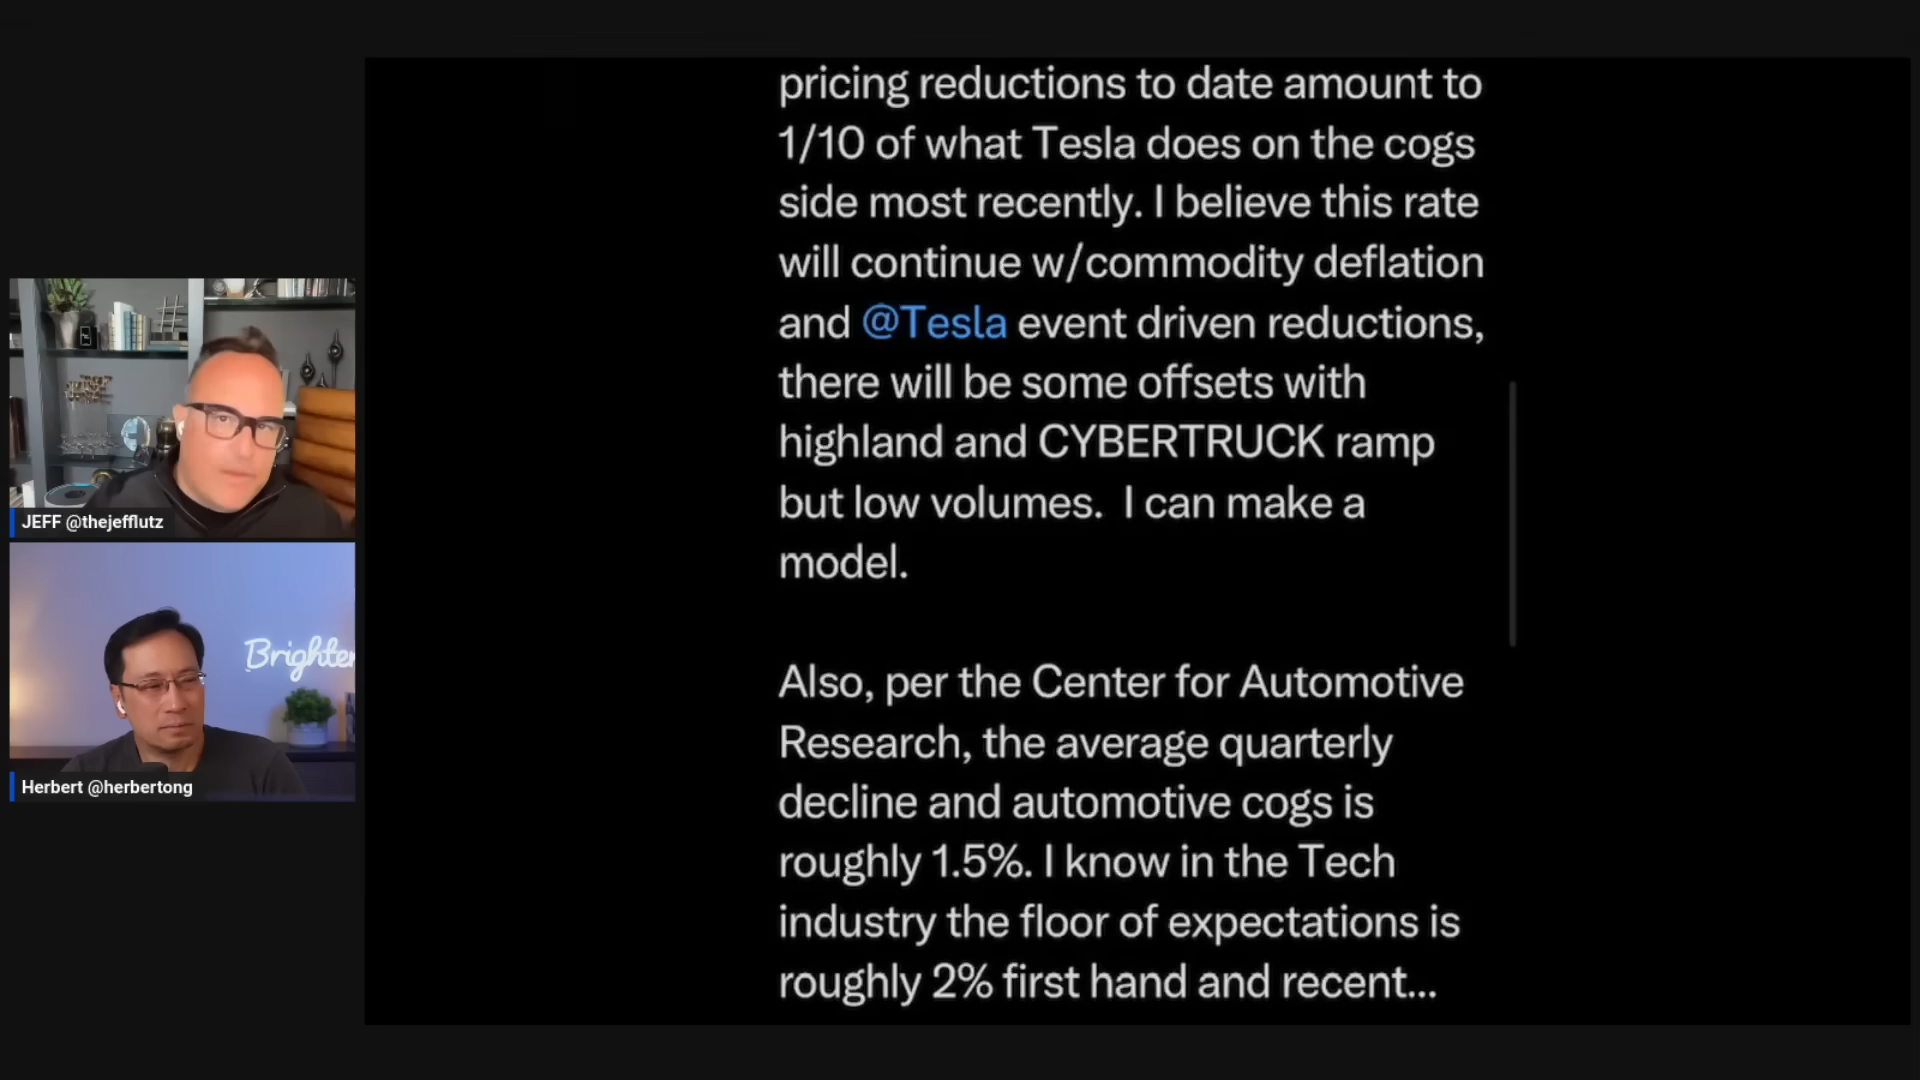 pricing reductions to date amount to
1/10 of what Tesla does on the cogs
side most recently. I believe this rate
will continue w/commodity deflation
and @Tesla event driven reductions,
there will be some offsets with
highland and CYBERTRUCK ramp
but low volumes.  I can make a
model.
Also, per the Center for Automotive
Research, the average quarterly
decline and automotive cogs is
roughly 1.5%. I know in the Tech
industry the floor of expectations is
roughly 2% first hand and recent...
JEFF @thejefflutz
Brighte
Herbert @herbertong